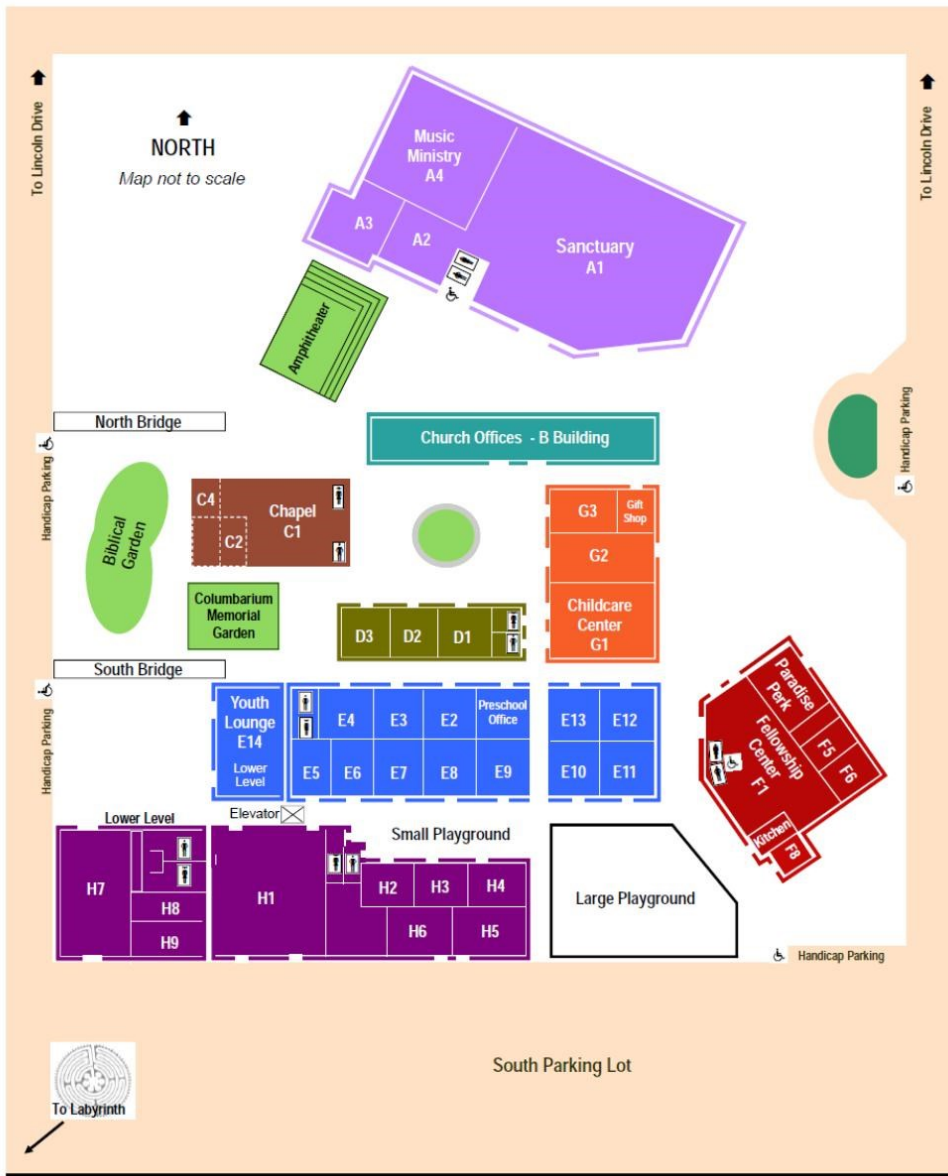 To Lincoln Drive
To Lincoln Drive
NORTH
Map not to scale
Music
Ministry
A4
A3
A2
Sanctuary
A1
Amphitheater
North Bridge
Handicap Parking
Church Offices - B Building
Handicap Parking
Biblical
Garden
C4
C2
Chapel
C1
G3
Gift
Shop
G2
Childcare
Center
G1
Columbarium
Memorial
Garden
D3
D2
D1
South Bridge
Handicap Parking
Youth
Lounge
E14
Lower
Level
E4
E3
E2
Preschool
Office
E5
E6
E7
E8
E9
E13
E12
E10
E11
Paradise
Perk
Fellowship
Center
F1
F5
F6
Kitchen
F8
Lower Level
Elevator
Small Playground
H7
H8
H9
H1
H2
H3
H4
H6
H5
Large Playground
Handicap Parking
South Parking Lot
To Labyrinth